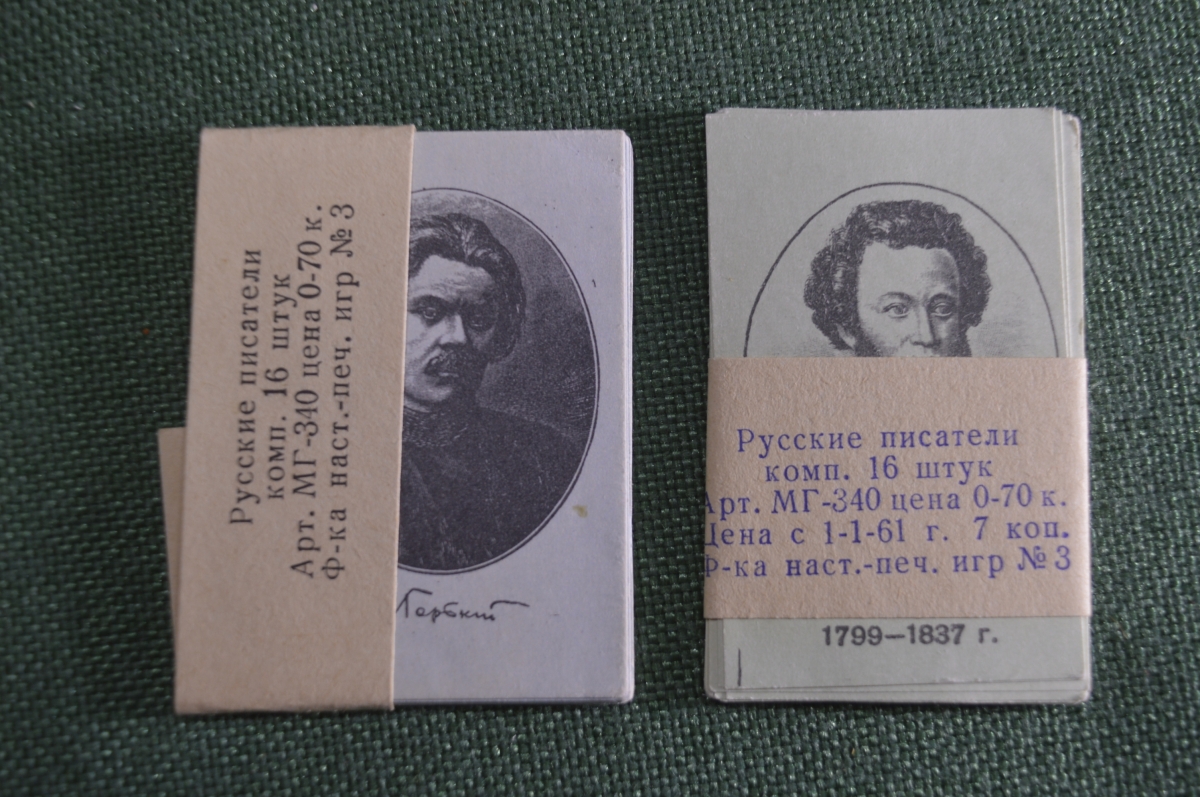 Русские писатели
комп. 16 штук
Арт. МГ-340 цена 0-70 к.
Ф-ка наст.-печ. игр № 3
Горький
Русские писатели
комп. 16 штук
Арт. МГ-340 цена 0-70 к.
Цена с 1-1-61 г. 7 коп.
Ф-ка наст.-печ. игр № 3
1799—1837 г.